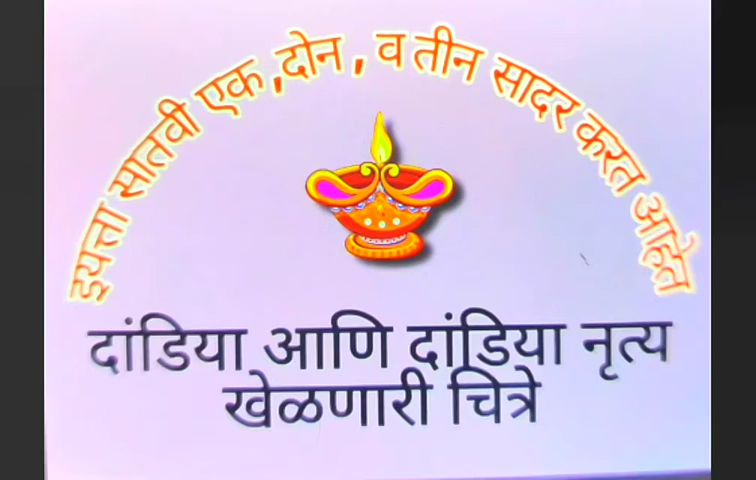 इयत्ता सातवी एक ,दोन , व तीन सादर करत आहेत
दांडिया आणि दांडिया नृत्य
खेळणारी चित्रे